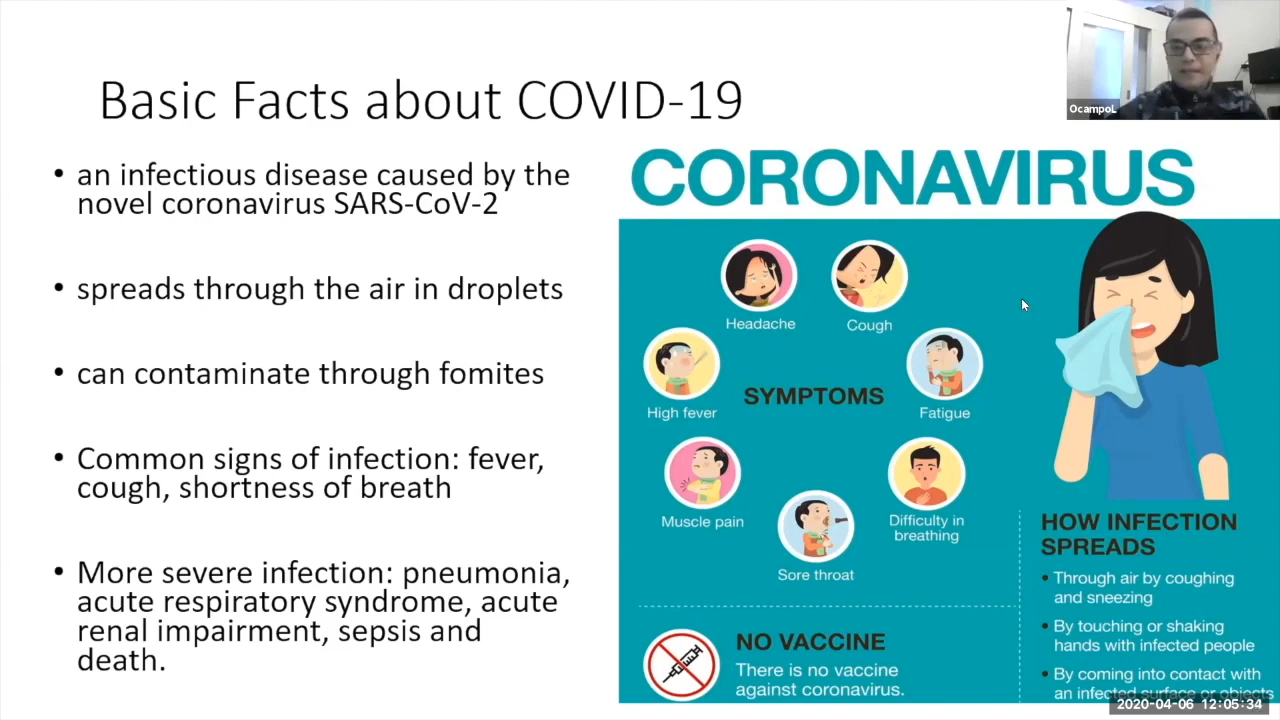 Basic Facts about COVID-19
OcampoL
• an infectious disease caused by the
novel coronavirus SARS-CoV-2
• spreads through the air in droplets
• can contaminate through fomites
• Common signs of infection: fever,
cough, shortness of breath
• More severe infection: pneumonia,
acute respiratory syndrome, acute
renal impairment, sepsis and
death.
CORONAVIRUS
Headache
Cough
High fever
SYMPTOMS
Fatigue
Muscle pain
Difficulty in
breathing
Sore throat
NO VACCINE
There is no vaccine
against coronavirus.
HOW INFECTION
SPREADS
• Through air by coughing
and sneezing
• By touching or shaking
hands with infected people
• By coming into contact with
an infected surface or objects
2020-04-06 12:05:34